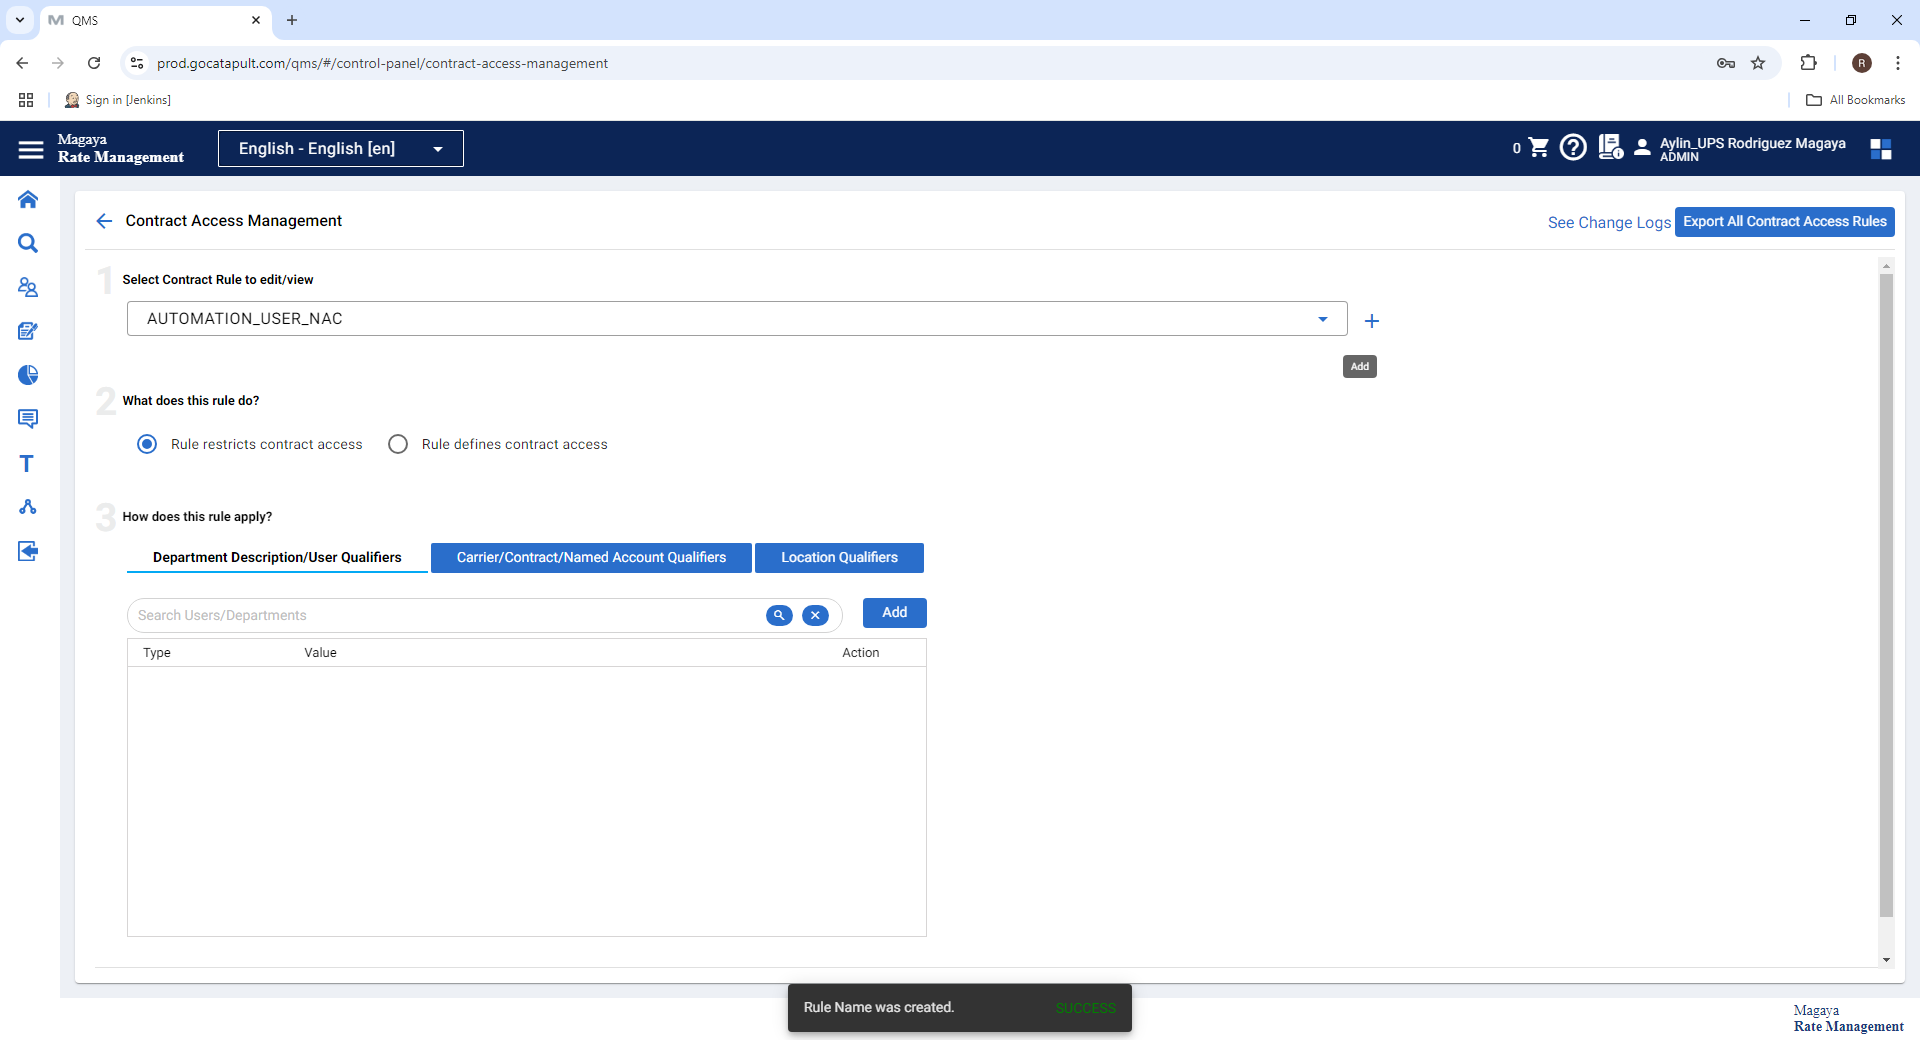 QMS
prod.gocatapult.com/qms/#/control-panel/contract-access-management
R
Sign in [Jenkins]
All Bookmarks
Magaya
Rate Management
English - English [en]
0
Aylin_UPS Rodriguez Magaya
ADMIN
Contract Access Management
See Change Logs
Export All Contract Access Rules
1 Select Contract Rule to edit/view
AUTOMATION_USER_NAC
Add
2 What does this rule do?
Rule restricts contract access
Rule defines contract access
3 How does this rule apply?
Department Description/User Qualifiers
Carrier/Contract/Named Account Qualifiers
Location Qualifiers
Search Users/Departments
Add
Type Value Action
Rule Name was created. SUCCESS
Magaya
Rate Management